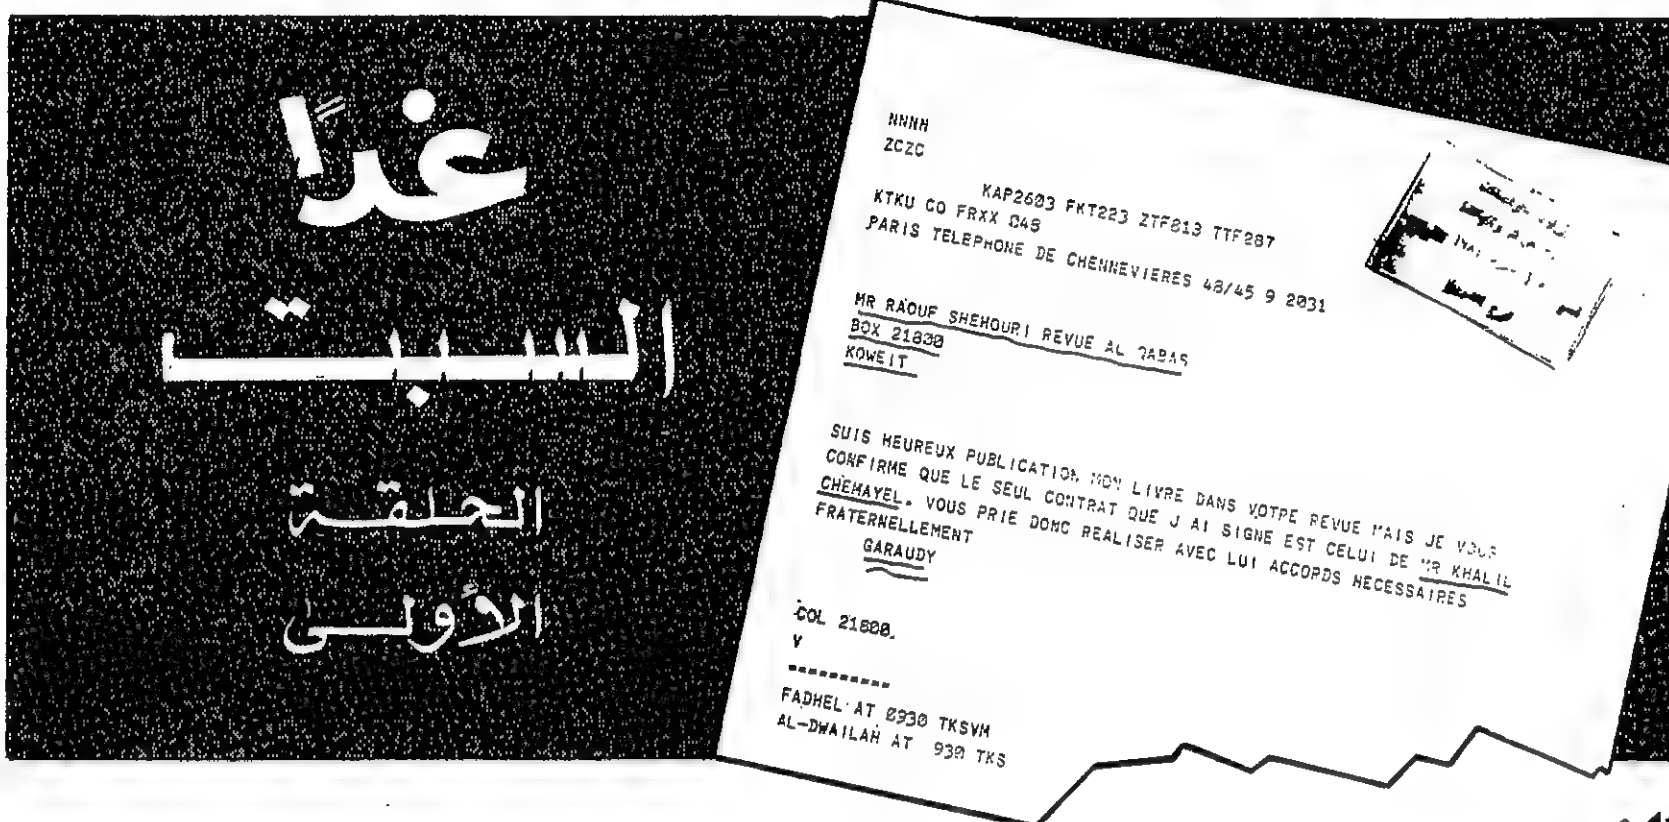 غدًا
السبت
الحلقة
الأولى
NNNN
ZCZC
KAP2603 FKT223 ZTF813 TTF287
KTKU CO FRXX 048
PARIS TELEPHONE DE CHENNEVIERES 48/45 9 2031
MR RAOUF SHEHOURI REVUE AL QABAS
BOX 21800
KOWEIT
SUIS HEUREUX PUBLICATION MON LIVRE DANS VOTPE REVUE MAIS JE VOUS
CONFIRME QUE LE SEUL CONTRAT QUE J AI SIGNE EST CELUI DE MR KHALIL
CHEMAYEL. VOUS PRIE DONC REALISER AVEC LUI ACCORDS NECESSAIRES
FRATERNELLEMENT
GARAUDY
COL 21800.
V
----------
FADHEL AT 0930 TKSVM
AL-DWAILAH AT 930 TKS